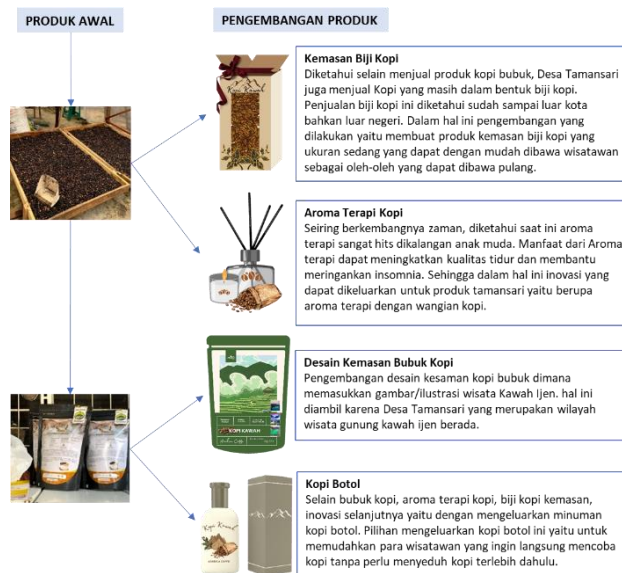 PRODUK AWAL
PENGEMBANGAN PRODUK
Kemasan Biji Kopi
Diketahui selain menjual produk kopi bubuk, Desa Tamansari
juga menjual Kopi yang masih dalam bentuk biji kopi.
Penjualan biji kopi ini diketahui sudah sampai luar kota
bahkan luar negeri. Dalam hal ini pengembangan yang
dilakukan yaitu membuat produk kemasan biji kopi yang
ukuran sedang yang dapat dengan mudah dibawa wisatawan
sebagai oleh-oleh yang dapat dibawa pulang.
Aroma Terapi Kopi
Seiring berkembangnya zaman, diketahui saat ini aroma
terapi sangat hits dikalangan anak muda. Manfaat dari Aroma
terapi dapat meningkatkan kualitas tidur dan membantu
meringankan insomnia. Sehingga dalam hal ini inovasi yang
dapat dikeluarkan untuk produk tamansari yaitu berupa
aroma terapi dengan wangian kopi.
KOPI KAWAH
Desain Kemasan Bubuk Kopi
Pengembangan desain kesaman kopi bubuk dimana
memasukkan gambar/ilustrasi wisata Kawah Ijen. hal ini
diambil karena Desa Tamansari yang merupakan wilayah
wisata gunung kawah ijen berada.
Kopi Botol
Selain bubuk kopi, aroma terapi kopi, biji kopi kemasan,
inovasi selanjutnya yaitu dengan mengeluarkan minuman
kopi botol. Pilihan mengeluarkan kopi botol ini yaitu untuk
memudahkan para wisatawan yang ingin langsung mencoba
kopi tanpa perlu menyeduh kopi terlebih dahulu.